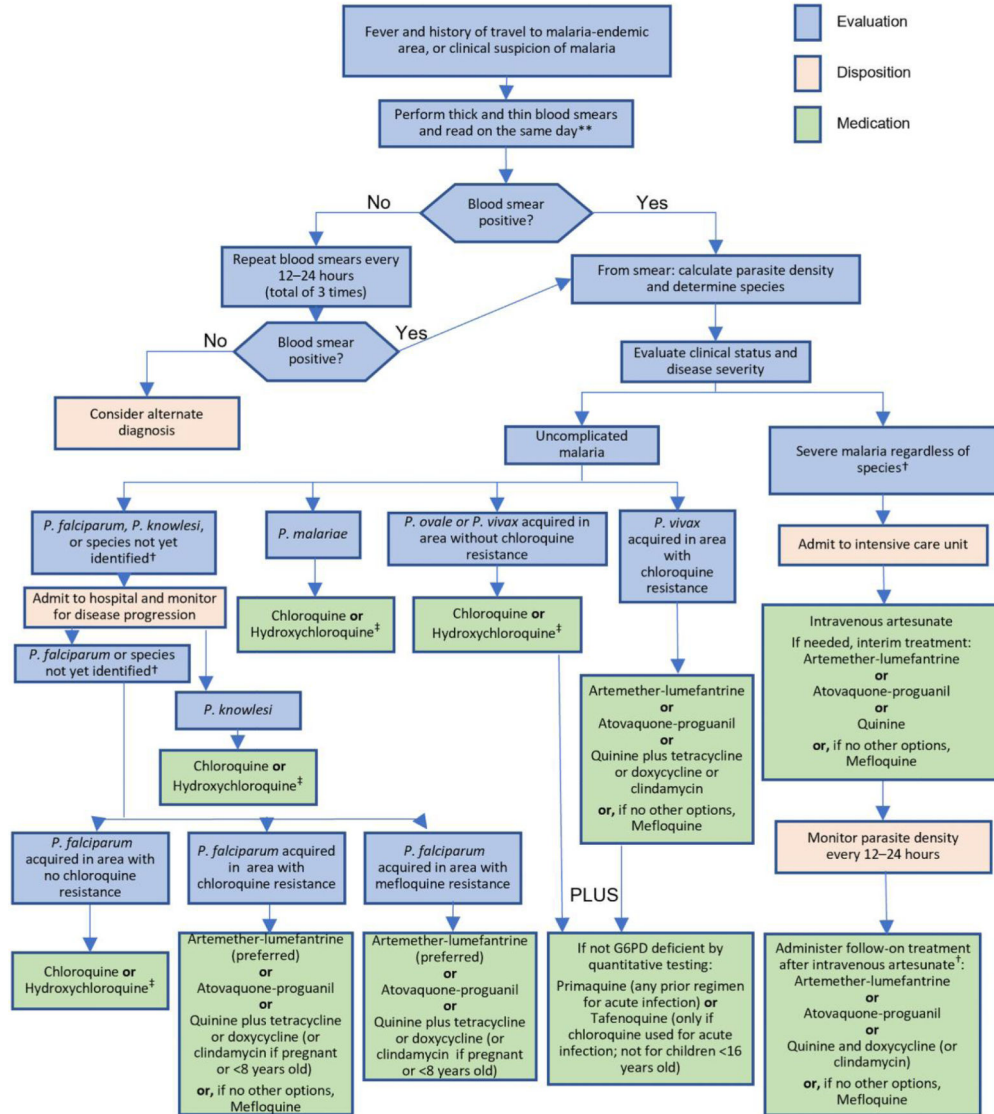 Fever and history of travel to malaria-endemic
area, or clinical suspicion of malaria
Evaluation
Disposition
Medication
Perform thick and thin blood smears
and read on the same day**
Blood smear
positive?
No
Yes
Repeat blood smears every
12–24 hours
(total of 3 times)
From smear: calculate parasite density
and determine species
Blood smear
positive?
No
Yes
Evaluate clinical status and
disease severity
Consider alternate
diagnosis
Uncomplicated
malaria
Severe malaria regardless of
species†
P. falciparum, P. knowlesi,
or species not yet
identified†
P. malariae
P. ovale or P. vivax acquired in
area without chloroquine
resistance
P. vivax
acquired in area
with
chloroquine
resistance
Admit to intensive care unit
Admit to hospital and monitor
for disease progression
Chloroquine or
Hydroxychloroquine‡
Chloroquine or
Hydroxychloroquine‡
P. falciparum or species
not yet identified†
P. knowlesi
Chloroquine or
Hydroxychloroquine‡
Artemether-lumefantrine
or
Atovaquone-proguanil
or
Quinine plus tetracycline
or doxycycline or
clindamycin
or, if no other options,
Mefloquine
Intravenous artesunate
If needed, interim treatment:
Artemether-lumefantrine
or
Atovaquone-proguanil
or
Quinine
or, if no other options,
Mefloquine
Monitor parasite density
every 12–24 hours
P. falciparum
acquired in area with
no chloroquine
resistance
P. falciparum acquired
in area with
chloroquine resistance
P. falciparum
acquired in area with
mefloquine resistance
PLUS
Chloroquine or
Hydroxychloroquine‡
Artemether-lumefantrine
(preferred)
or
Atovaquone-proguanil
or
Quinine plus tetracycline
or doxycycline (or
clindamycin if pregnant
or <8 years old)
or, if no other options,
Mefloquine
Artemether-lumefantrine
(preferred)
or
Atovaquone-proguanil
or
Quinine plus tetracycline
or doxycycline (or
clindamycin if pregnant or
<8 years old)
If not G6PD deficient by
quantitative testing:
Primaquine (any prior regimen
for acute infection) or
Tafenoquine (only if
chloroquine used for acute
infection; not for children <16
years old)
Administer follow-on treatment
after intravenous artesunate†:
Artemether-lumefantrine
or
Atovaquone-proguanil
or
Quinine and doxycycline (or
clindamycin)
or, if no other options,
Mefloquine